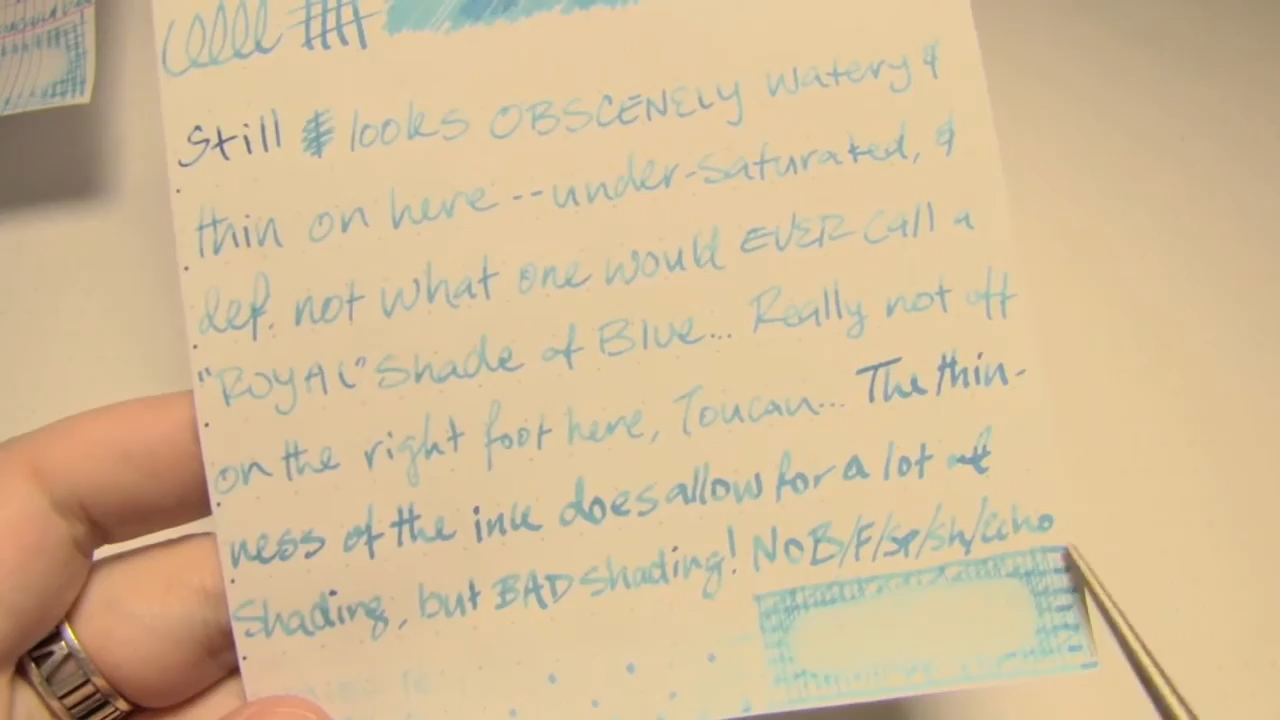 Still looks OBSCENELY watery &
thin on here -- under-saturated, &
def. not what one would EVER call a
"ROYAL" Shade of Blue... Really not off
on the right foot here, Toucan... The thin-
ness of the ink does allow for a lot of
Shading, but BAD shading! No B/F/sp/sh/Echo